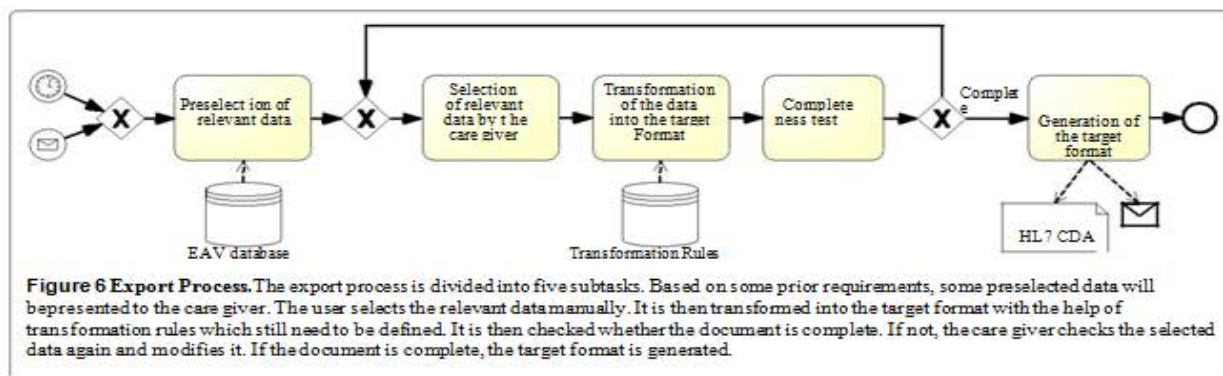 Preselect ion of
relevant data
Selection
of relevant
data by t he
care giver
Transformation
of the data
into the target
Format
Complete
ness test
Complet
e
Generation of
the target
format
EAV database
Transformation Rules
HL7 CDA
Figure 6 Export Process.The export process is divided into five subtasks. Based on some prior requirements, some preselected data will
bepresented to the care giver. The user selects the relevant data manually. It is then transformed into the target format with the help of
transformation rules which still need to be defined. It is then checked whether the document is complete. If not, the care giver checks the selected
data again and modifies it. If the document is complete, the target format is generated.